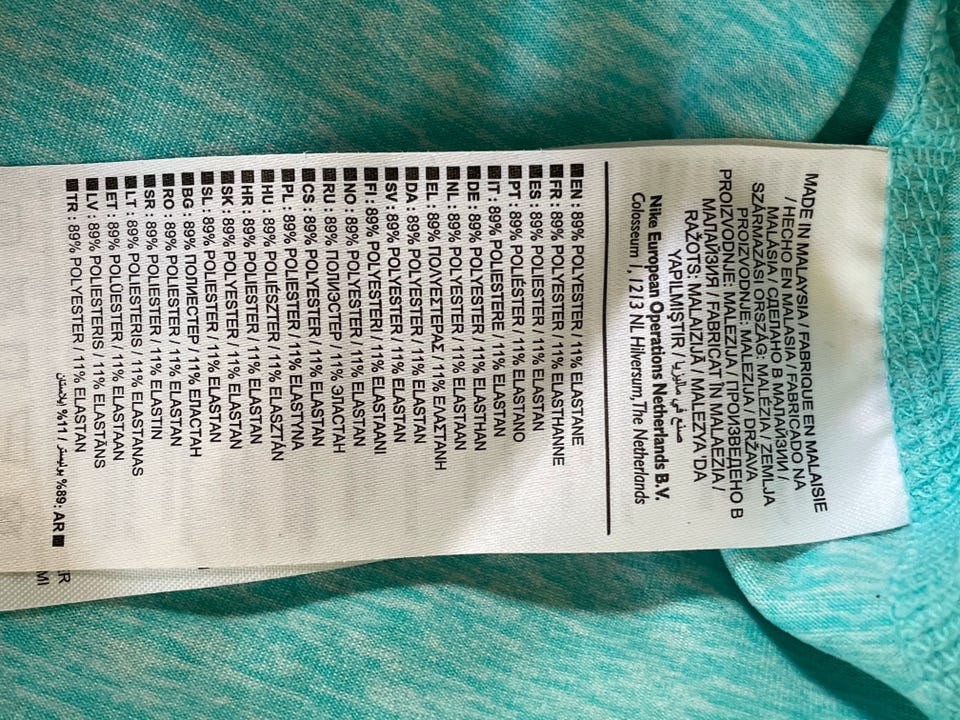 MADE IN MALAYSIA / FABRIQUE EN MALAISIE
/ HECHO EN MALASIA / FABRICADO NA
MALÁSIA / СДЕЛАНО В МАЛАЙЗИИ /
SZÁRMAZÁSI ORSZÁG: MALÉZIA / ZEMLJA
PROIZVODNJE: MALEZIJA / DRŽAVA
PROIZVODNJE: MALEZIJA / ПРОИЗВЕДЕНО В
МАЛАЙЗИЯ / FABRICAT ÎN MALAEZIA /
RAŽOTS: MALAIZIJA / MALEZYA 'DA
YAPILMIŞTIR / صنع في ماليزيا
Nike European Operations Netherlands B.V.
Colosseum 1, 1213 NL Hilversum, The Netherlands
EN : 89% POLYESTER / 11% ELASTANE
FR : 89% POLYESTER / 11% ELASTHANNE
ES : 89% POLIÉSTER / 11% ELASTAN
PT : 89% POLIÉSTER / 11% ELASTANO
IT : 89% POLIESTERE / 11% ELASTAN
DE : 89% POLYESTER / 11% ELASTHAN
NL : 89% POLYESTER / 11% ELASTAAN
EL : 89% ΠΟΛΥΕΣΤΕΡΑΣ / 11% ΕΛΑΣΤΑΝΗ
DA : 89% POLYESTER / 11% ELASTAN
SV : 89% POLYESTER / 11% ELASTAN
FI : 89% POLYESTERI / 11% ELASTAANI
NO : 89% POLYESTER / 11% ELASTAN
RU : 89% ПОЛИЭСТЕР / 11% ЭЛАСТАН
CS : 89% POLYESTER / 11% ELASTAN
PL : 89% POLIESTER / 11% ELASTYNA
HU : 89% POLIÉSZTER / 11% ELASZTÁN
HR : 89% POLIESTER / 11% ELASTAN
SK : 89% POLYESTER / 11% ELASTAN
SL : 89% POLIESTER / 11% ELASTAN
BG : 89% ПОЛИЕСТЕР / 11% ЕЛАСТАН
RO : 89% POLIESTER / 11% ELASTAN
SR : 89% POLIESTER / 11% ELASTIN
LT : 89% POLIESTERIS / 11% ELASTANAS
ET : 89% POLÜESTER / 11% ELASTAAN
LV : 89% POLIESTERIS / 11% ELASTĀNS
TR : 89% POLYESTER / 11% ELASTAN
AR : 89% بوليستر / 11% إلاستان